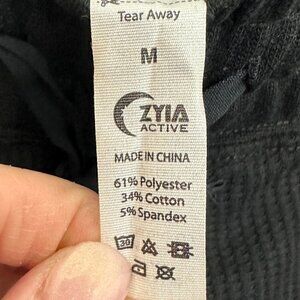 Tear Away
M
ZYIA
ACTIVE
MADE IN CHINA
61% Polyester
34% Cotton
5% Spandex
30